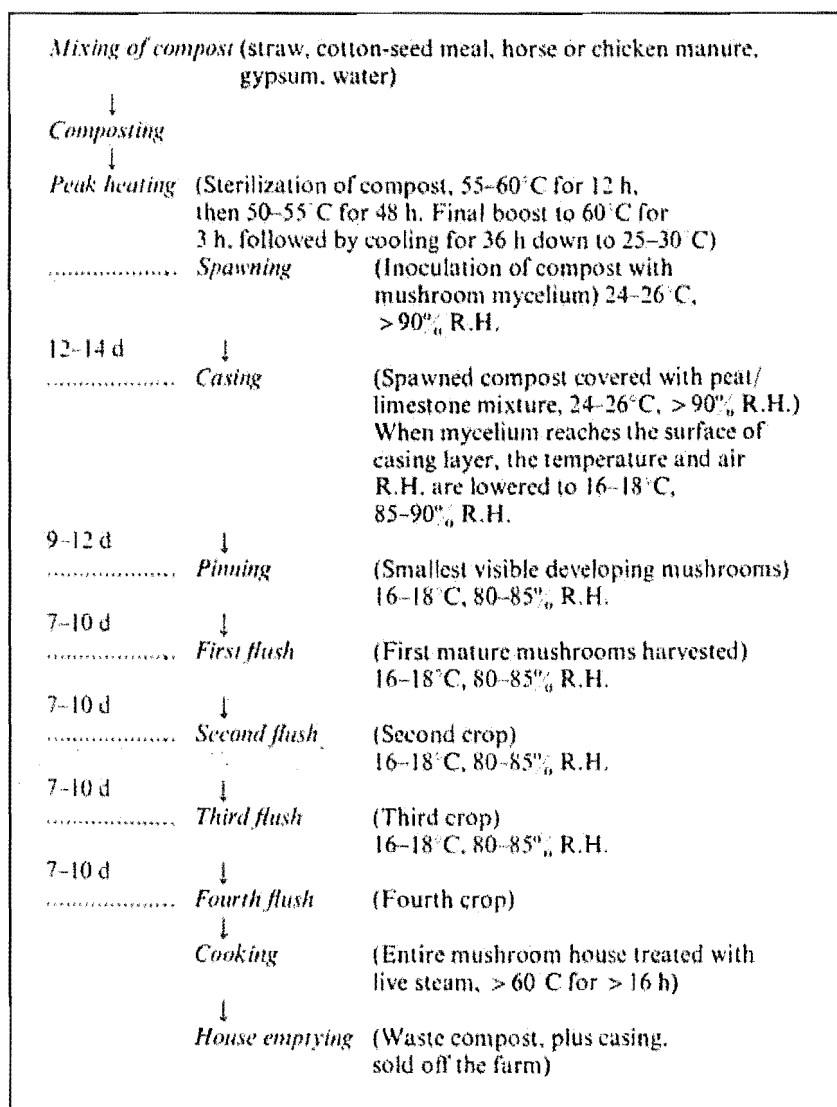 Mixing of compost (straw, cotton-seed meal, horse or chicken manure,
gypsum, water)
↓
Composting
↓
Peak heating (Sterilization of compost, 55–60°C for 12 h,
then 50–55°C for 48 h. Final boost to 60°C for
3 h, followed by cooling for 36 h down to 25–30°C)
.................. Spawning (Inoculation of compost with
mushroom mycelium) 24–26°C,
>90% R.H.
12–14 d ↓
.................. Casing (Spawned compost covered with peat/
limestone mixture, 24–26°C, >90% R.H.)
When mycelium reaches the surface of
casing layer, the temperature and air
R.H. are lowered to 16–18°C,
85–90% R.H.
9–12 d ↓
.................. Pinning (Smallest visible developing mushrooms)
16–18°C, 80–85% R.H.
7–10 d ↓
.................. First flush (First mature mushrooms harvested)
16–18°C, 80–85% R.H.
7–10 d ↓
.................. Second flush (Second crop)
16–18°C, 80–85% R.H.
7–10 d ↓
.................. Third flush (Third crop)
16–18°C, 80–85% R.H.
7–10 d ↓
.................. Fourth flush (Fourth crop)
↓
Cooking (Entire mushroom house treated with
live steam, >60°C for >16 h)
↓
House emptying (Waste compost, plus casing,
sold off the farm)